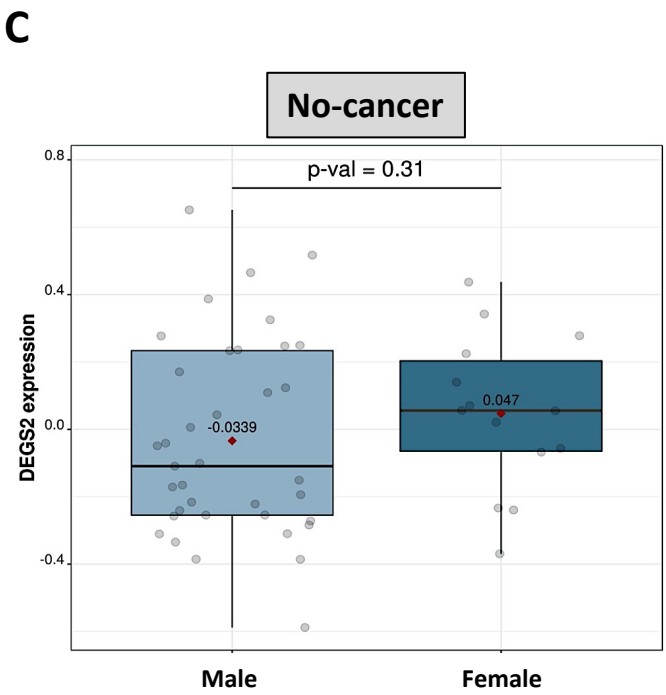 C
No-cancer
p-val = 0.31
0.8
0.4
0.0
-0.4
DEGS2 expression
-0.0339
0.047
Male
Female